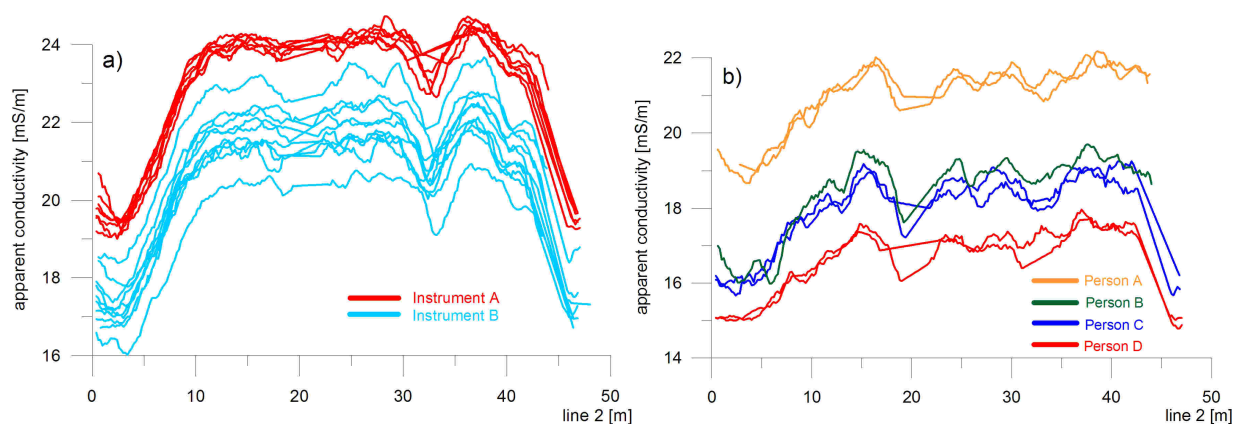 a)
apparent conductivity [mS/m]
24
22
20
18
16
0
10
20
30
40
50
line 2 [m]
Instrument A
Instrument B
b)
apparent conductivity [mS/m]
22
20
18
16
14
0
10
20
30
40
50
line 2 [m]
Person A
Person B
Person C
Person D